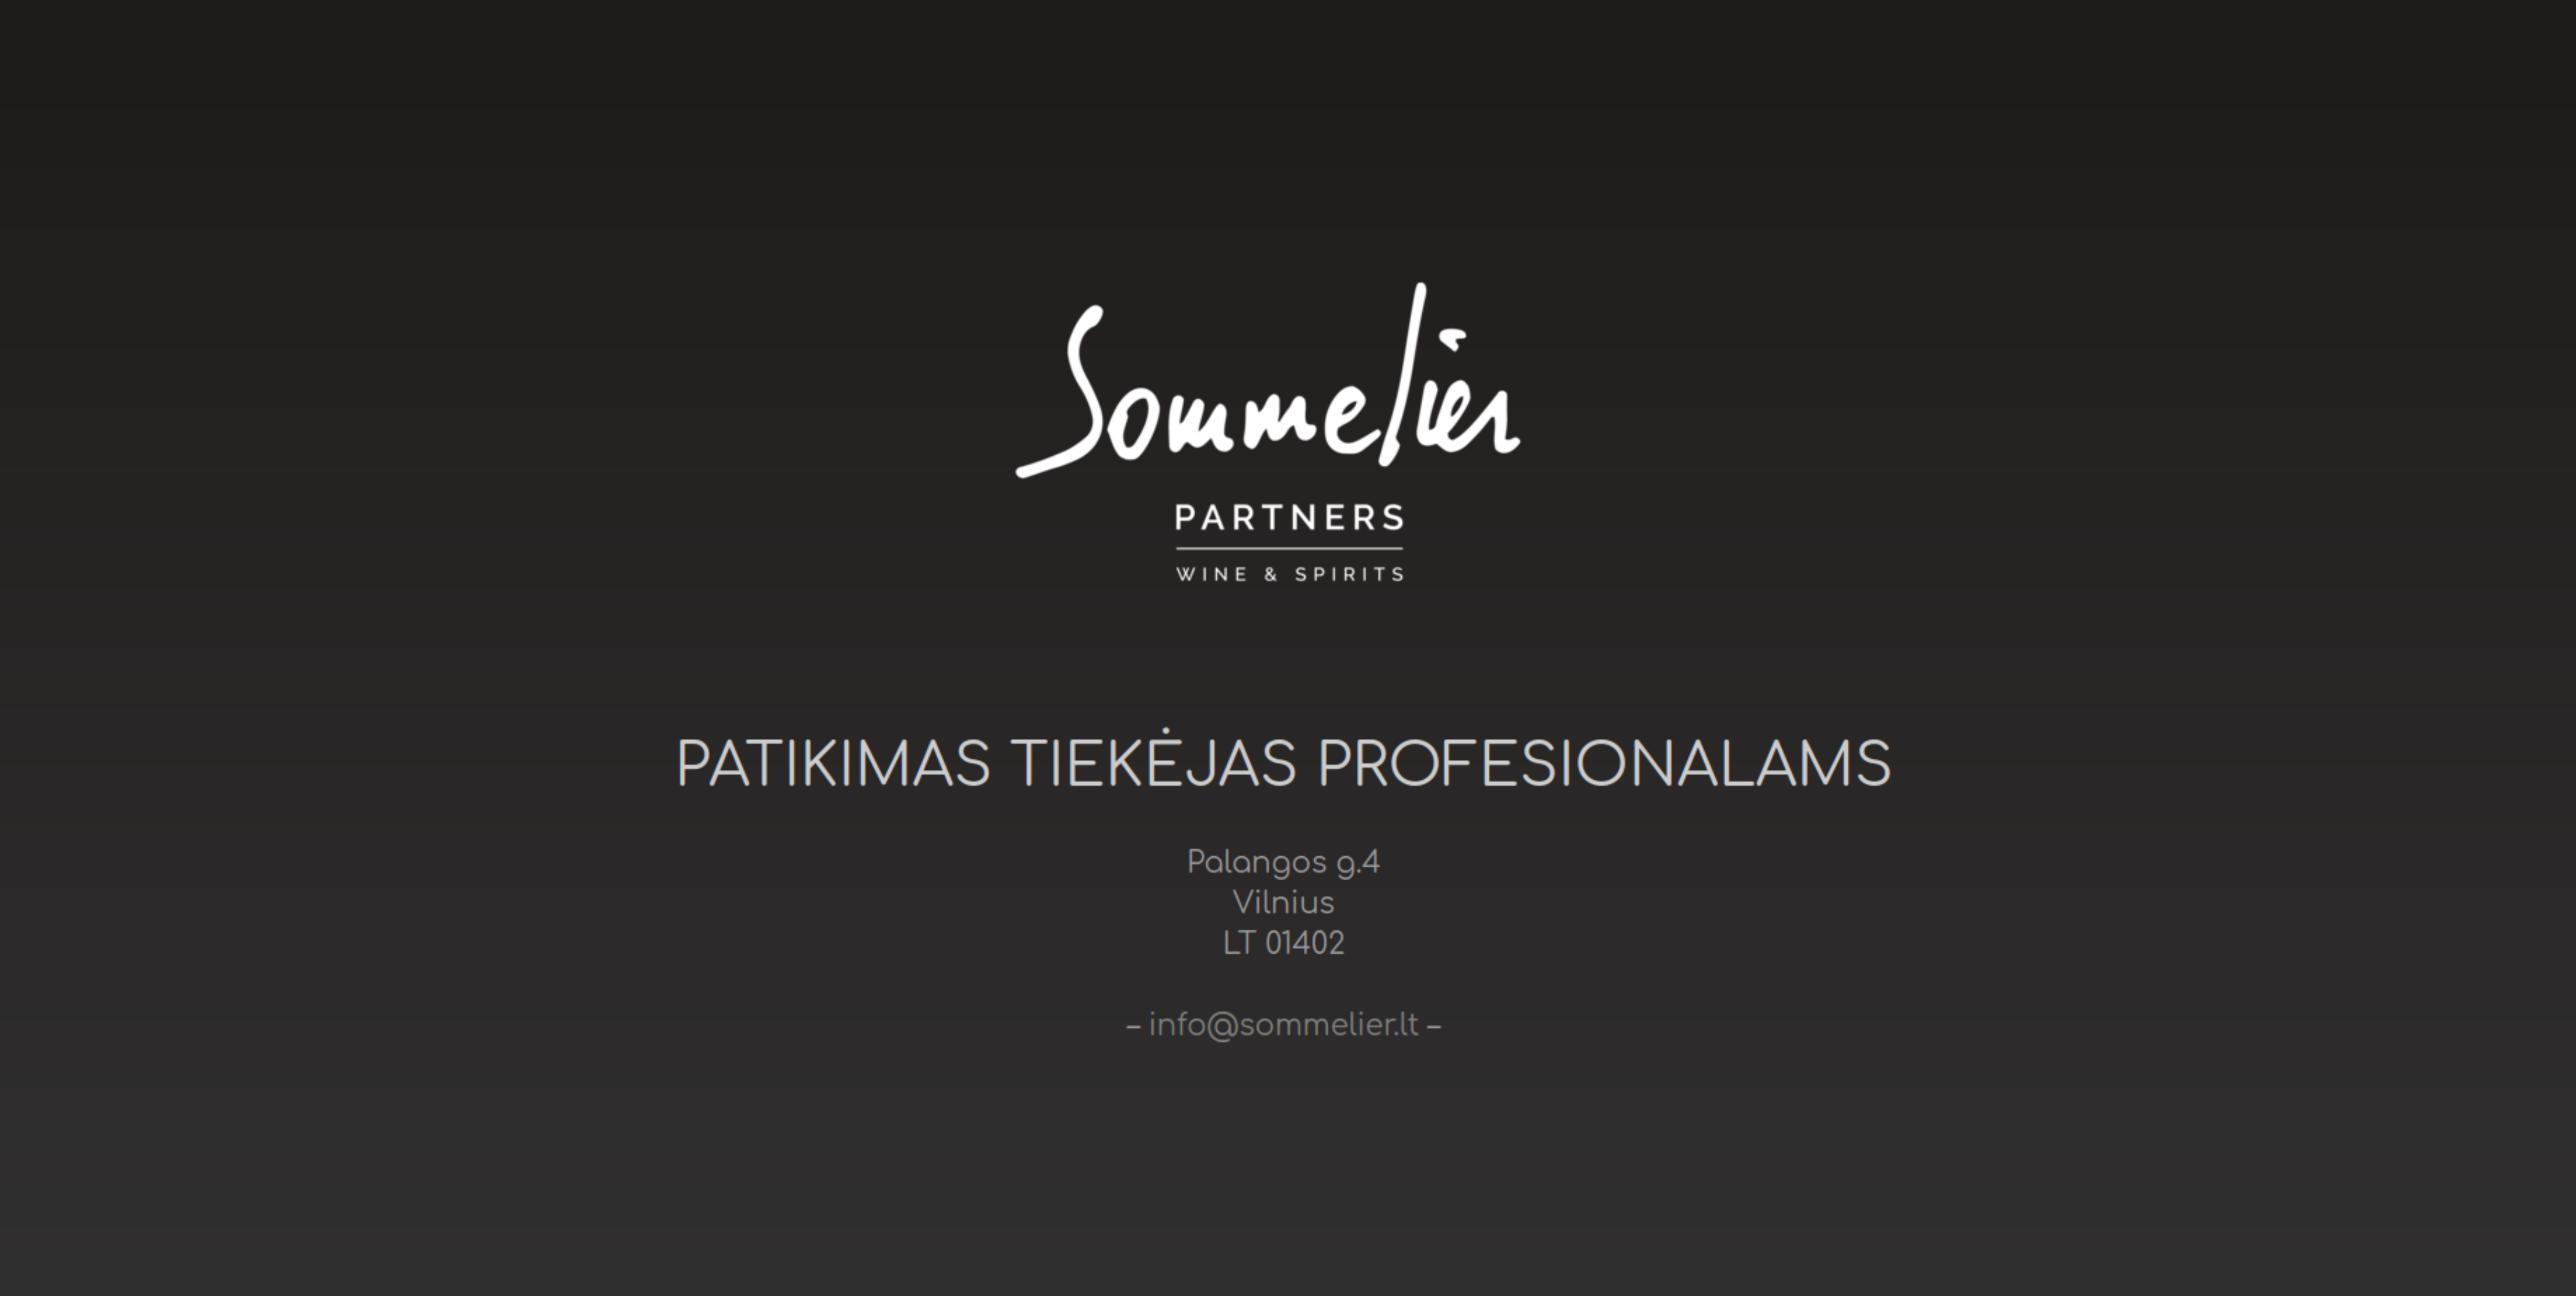 Sommelier
PARTNERS
WINE & SPIRITS
PATIKIMAS TIEKĖJAS PROFESIONALAMS
Palangos g.4
Vilnius
LT 01402
– info@sommelier.lt –